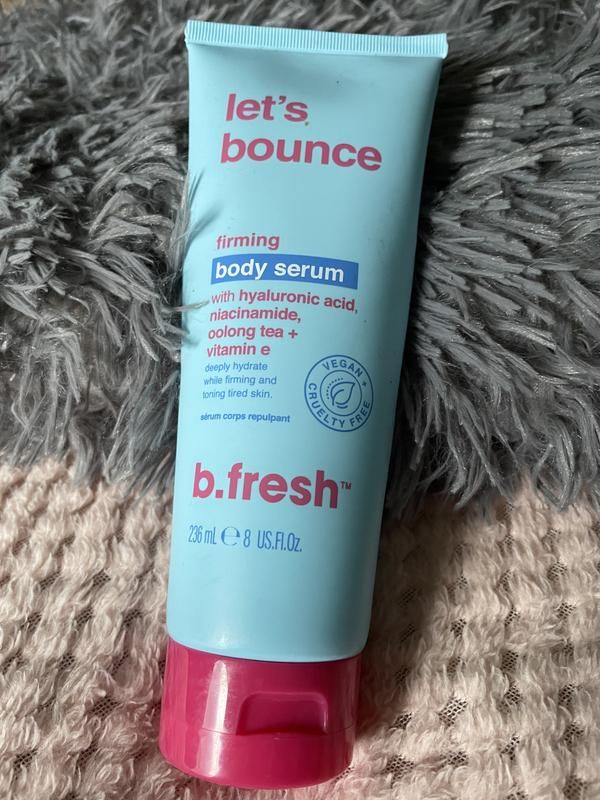 let's
bounce
firming
body serum
with hyaluronic acid,
niacinamide,
oolong tea +
vitamin e
deeply hydrate
while firming and
toning tired skin.
sérum corps repulpant
VEGAN +
CRUELTY FREE
b.fresh™
236 mL ℮ 8 US.Fl.Oz.